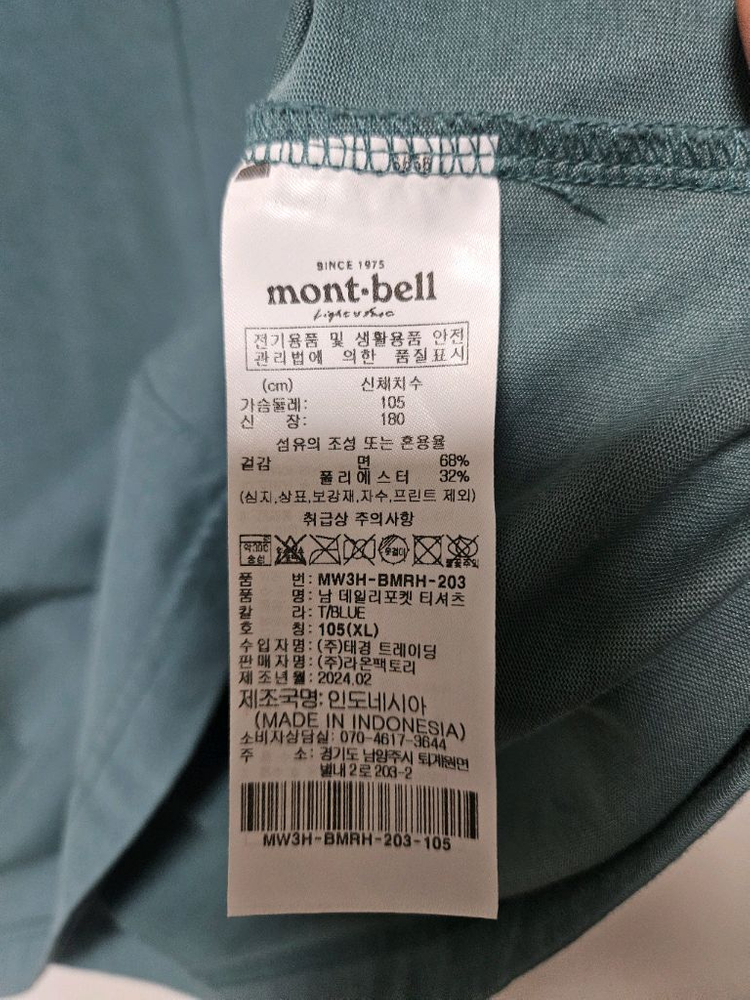 SINCE 1975
mont·bell
전기용품 및 생활용품 안전
관리법에 의한 품질표시
(cm) 신체치수
가슴둘레: 105
신 장: 180
섬유의 조성 또는 혼용율
겉감 면 68%
폴리에스터 32%
(심지,상표,보강재,자수,프린트 제외)
취급상 주의사항
품 번: MW3H-BMRH-203
품 명: 남 데일리포켓 티셔츠
칼 라: T/BLUE
호 칭: 105(XL)
수입자명: (주)태경 트레이딩
판매자명: (주)라온팩토리
제조년월: 2024.02
제조국명: 인도네시아
(MADE IN INDONESIA)
소비자상담실: 070-4617-3644
주 소: 경기도 남양주시 퇴계원면
별내2로 203-2
MW3H-BMRH-203-105